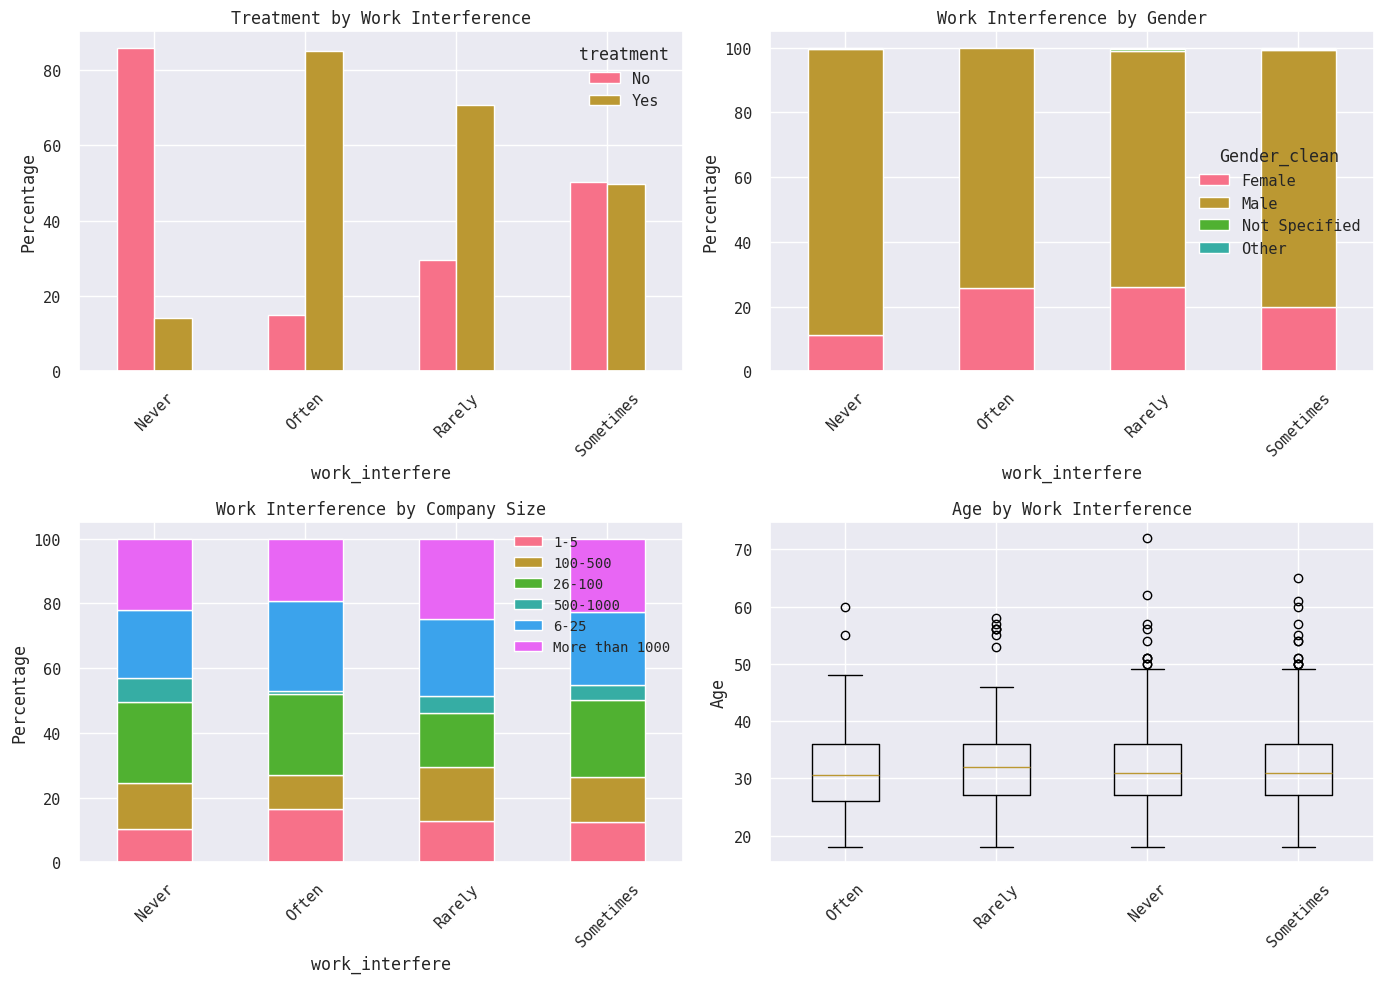 Treatment by Work Interference
Percentage
80
60
40
20
0
treatment
No
Yes
Never
Often
Rarely
Sometimes
work_interfere
Work Interference by Gender
Percentage
100
80
60
40
20
0
Gender_clean
Female
Male
Not Specified
Other
Never
Often
Rarely
Sometimes
work_interfere
Work Interference by Company Size
Percentage
100
80
60
40
20
0
1-5
100-500
26-100
500-1000
6-25
More than 1000
Never
Often
Rarely
Sometimes
work_interfere
Age by Work Interference
Age
70
60
50
40
30
20
Often
Rarely
Never
Sometimes